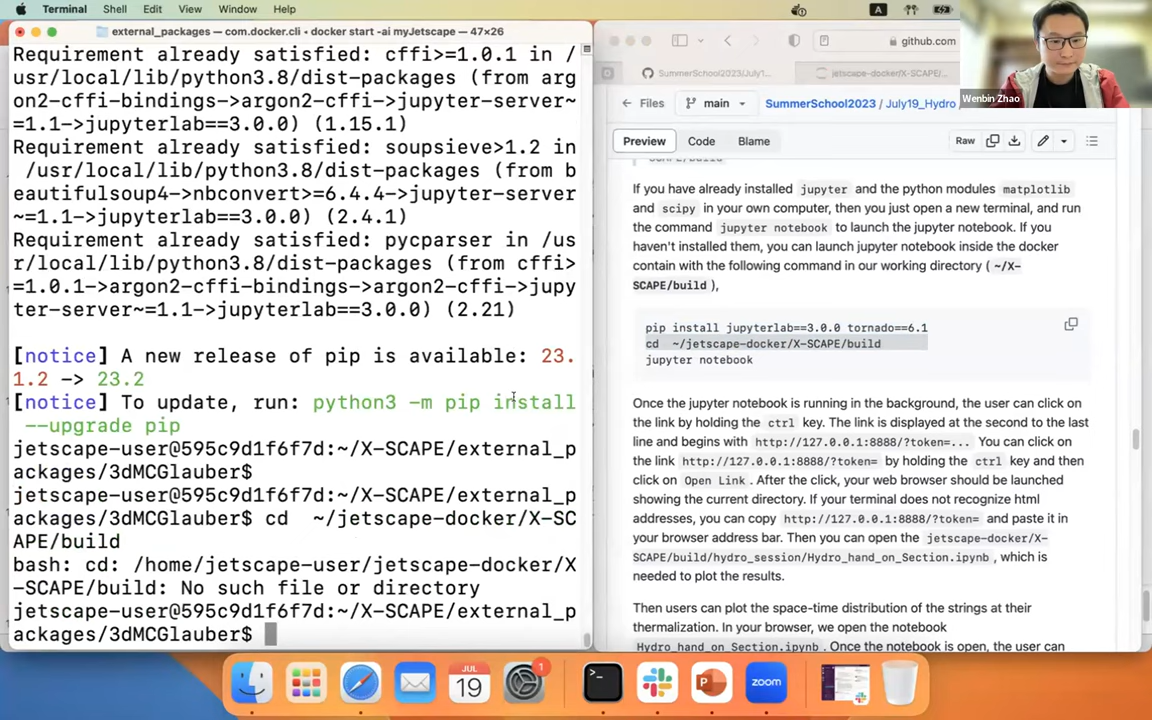 Terminal Shell Edit View Window Help
A
external_packages — com.docker.cli • docker start -ai myJetscape — 47×26
Requirement already satisfied: cffi>=1.0.1 in /
usr/local/lib/python3.8/dist-packages (from arg
on2-cffi-bindings->argon2-cffi->jupyter-server~
=1.1->jupyterlab==3.0.0) (1.15.1)
Requirement already satisfied: soupsieve>1.2 in
/usr/local/lib/python3.8/dist-packages (from b
eautifulsoup4->nbconvert>=6.4.4->jupyter-server
~=1.1->jupyterlab==3.0.0) (2.4.1)
Requirement already satisfied: pycparser in /us
r/local/lib/python3.8/dist-packages (from cffi>
=1.0.1->argon2-cffi-bindings->argon2-cffi->jupy
ter-server~=1.1->jupyterlab==3.0.0) (2.21)
[notice] A new release of pip is available: 23.
1.2 -> 23.2
[notice] To update, run: python3 -m pip install
--upgrade pip
jetscape-user@595c9d1f6f7d:~/X-SCAPE/external_p
ackages/3dMCGlauber$
jetscape-user@595c9d1f6f7d:~/X-SCAPE/external_p
ackages/3dMCGlauber$ cd  ~/jetscape-docker/X-SC
APE/build
bash: cd: /home/jetscape-user/jetscape-docker/X
-SCAPE/build: No such file or directory
jetscape-user@595c9d1f6f7d:~/X-SCAPE/external_p
ackages/3dMCGlauber$
github.com
SummerSchool2023/July1...
jetscape-docker/X-SCAPE/...
Wenbin Zhao
Files main SummerSchool2023 / July19_Hydro
Preview Code Blame Raw
SCAPE/build
If you have already installed jupyter and the python modules matplotlib
and scipy in your own computer, then you just open a new terminal, and run
the command jupyter notebook to launch the jupyter notebook. If you
haven't installed them, you can launch jupyter notebook inside the docker
contain with the following command in our working directory ( ~/X-
SCAPE/build ),
pip install jupyterlab==3.0.0 tornado==6.1
cd  ~/jetscape-docker/X-SCAPE/build
jupyter notebook
Once the jupyter notebook is running in the background, the user can click on
the link by holding the ctrl key. The link is displayed at the second to the last
line and begins with http://127.0.0.1:8888/?token=... You can click on
the link http://127.0.0.1:8888/?token= by holding the ctrl key and then
click on Open Link . After the click, your web browser should be launched
showing the current directory. If your terminal does not recognize html
addresses, you can copy http://127.0.0.1:8888/?token= and paste it in
your browser address bar. Then you can open the jetscape-docker/X-
SCAPE/build/hydro_session/Hydro_hand_on_Section.ipynb , which is
needed to plot the results.
Then users can plot the space-time distribution of the strings at their
thermalization. In your browser, we open the notebook
Hydro_hand_on_Section.ipynb . Once the notebook is open, the user can
JUL
19
1
zoom